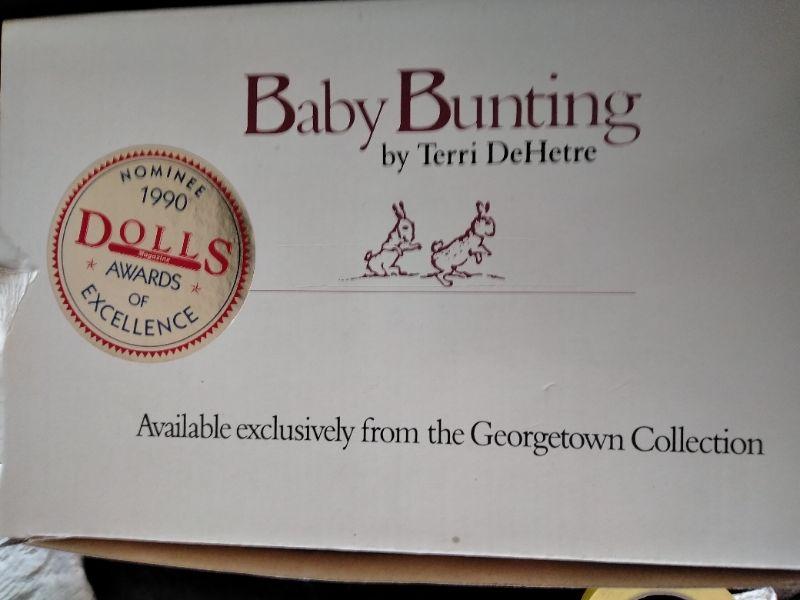 Baby Bunting
by Terri DeHetre
NOMINEE
1990
DOLLS
Magazine
AWARDS
OF
EXCELLENCE
Available exclusively from the Georgetown Collection